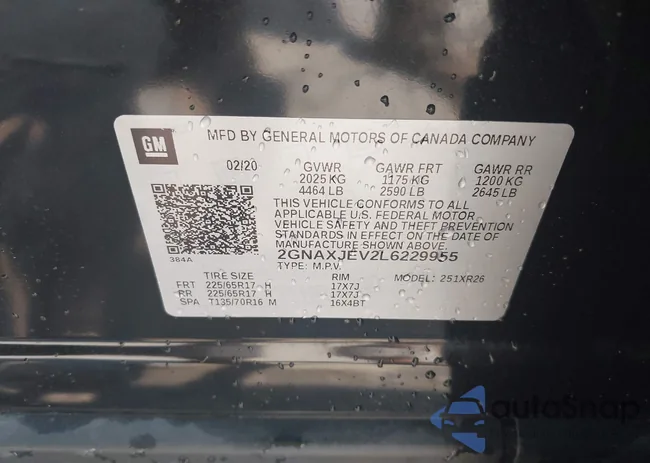 GM
MFD BY GENERAL MOTORS OF CANADA COMPANY
02/20 GVWR GAWR FRT GAWR RR
2025 KG 1175 KG 1200 KG
4464 LB 2590 LB 2645 LB
THIS VEHICLE CONFORMS TO ALL
APPLICABLE U.S. FEDERAL MOTOR
VEHICLE SAFETY AND THEFT PREVENTION
STANDARDS IN EFFECT ON THE DATE OF
MANUFACTURE SHOWN ABOVE.
384A 2GNAXJEV2L6229955
TYPE: M.P.V. MODEL: 2S1XR26
TIRE SIZE RIM
FRT 225/65R17 H 17X7J
RR 225/65R17 H 17X7J
SPA T135/70R16 M 16X4BT
autoSnap